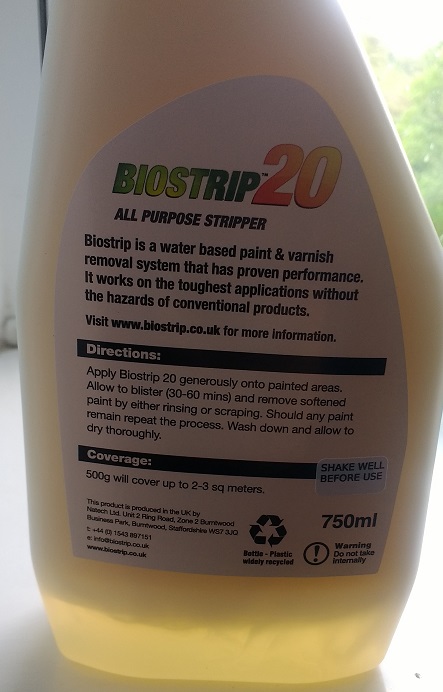 BIOSTRIP™ 20
ALL PURPOSE STRIPPER
Biostrip is a water based paint & varnish
removal system that has proven performance.
It works on the toughest applications without
the hazards of conventional products.
Visit www.biostrip.co.uk for more information.
Directions:
Apply Biostrip 20 generously onto painted areas.
Allow to blister (30-60 mins) and remove softened
paint by either rinsing or scraping. Should any paint
remain repeat the process. Wash down and allow to
dry thoroughly.
Coverage:
500g will cover up to 2-3 sq meters.
SHAKE WELL
BEFORE USE
This product is produced in the UK by
Natech Ltd, Unit 2 Ring Road, Zone 2 Burntwood
Business Park, Burntwood, Staffordshire WS7 3JQ
t: +44 (0) 1543 897151
e: info@biostrip.co.uk
www.biostrip.co.uk
Bottle - Plastic
widely recycled
750ml
Warning
Do not take
internally